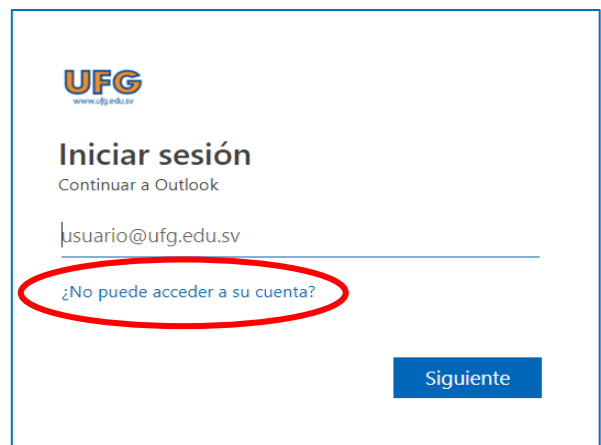 UFG
www.ufg.edu.sv
Iniciar sesión
Continuar a Outlook
usuario@ufg.edu.sv
¿No puede acceder a su cuenta?
Siguiente